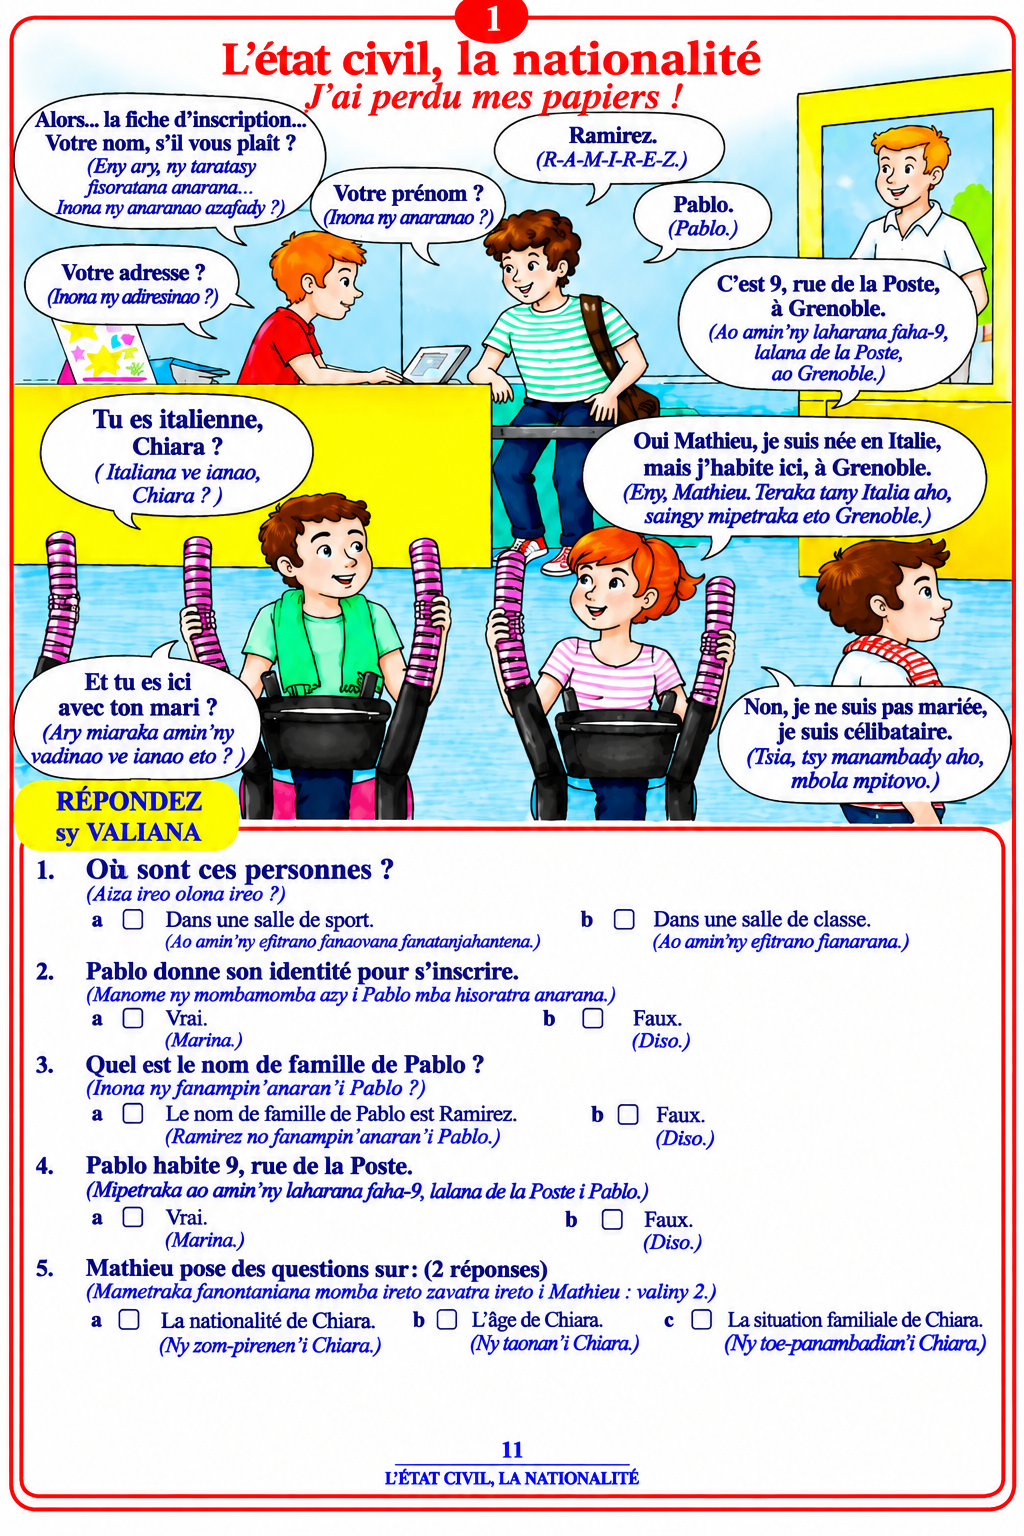 1
L'état civil, la nationalité
J'ai perdu mes papiers !
Alors... la fiche d'inscription...
Votre nom, s'il vous plaît ?
(Eny ary, ny taratasy
fisoratana anarana...
Inona ny anaranao azafady ?)
Ramirez.
(R-A-M-I-R-E-Z.)
Votre prénom ?
(Inona ny anaranao ?)
Pablo.
(Pablo.)
Votre adresse ?
(Inona ny adiresinao ?)
C'est 9, rue de la Poste,
à Grenoble.
(Ao amin'ny laharana faha-9,
lalana de la Poste,
ao Grenoble.)
Tu es italienne,
Chiara ?
( Italiana ve ianao,
Chiara ? )
Oui Mathieu, je suis née en Italie,
mais j'habite ici, à Grenoble.
(Eny, Mathieu. Teraka tany Italia aho,
saingy mipetraka eto Grenoble.)
Et tu es ici
avec ton mari ?
(Ary miaraka amin'ny
vadinao ve ianao eto ? )
Non, je ne suis pas mariée,
je suis célibataire.
(Tsia, tsy manambady aho,
mbola mpitovo.)
RÉPONDEZ
sy VALIANA
1. Où sont ces personnes ?
(Aiza ireo olona ireo ?)
a Dans une salle de sport. b Dans une salle de classe.
(Ao amin'ny efitrano fanaovana fanatanjahantena.) (Ao amin'ny efitrano fianarana.)
2. Pablo donne son identité pour s'inscrire.
(Manome ny mombamomba azy i Pablo mba hisoratra anarana.)
a Vrai. b Faux.
(Marina.) (Diso.)
3. Quel est le nom de famille de Pablo ?
(Inona ny fanampin'anaran'i Pablo ?)
a Le nom de famille de Pablo est Ramirez. b Faux.
(Ramirez no fanampin'anaran'i Pablo.) (Diso.)
4. Pablo habite 9, rue de la Poste.
(Mipetraka ao amin'ny laharana faha-9, lalana de la Poste i Pablo.)
a Vrai. b Faux.
(Marina.) (Diso.)
5. Mathieu pose des questions sur : (2 réponses)
(Mametraka fanontaniana momba ireto zavatra ireto i Mathieu : valiny 2.)
a La nationalité de Chiara. b L'âge de Chiara. c La situation familiale de Chiara.
(Ny zom-pirenen'i Chiara.) (Ny taonan'i Chiara.) (Ny toe-panambadian'i Chiara.)
11
L'ÉTAT CIVIL, LA NATIONALITÉ